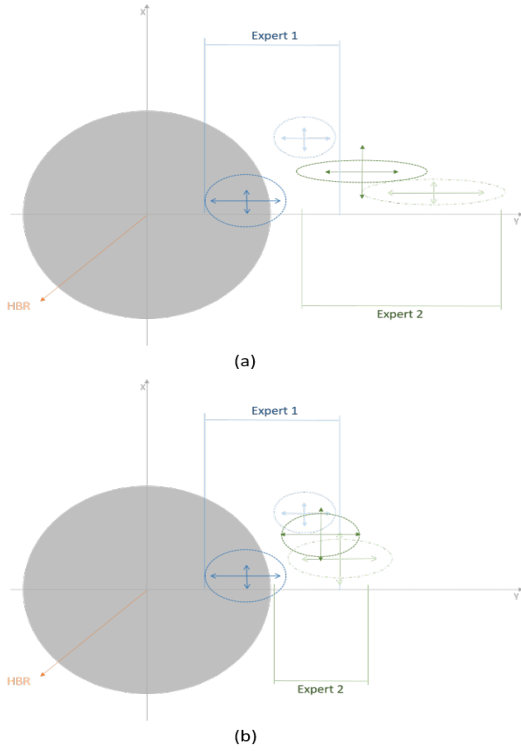 X
Expert 1
Y
HBR
Expert 2
(a)
X
Expert 1
Y
HBR
Expert 2
(b)